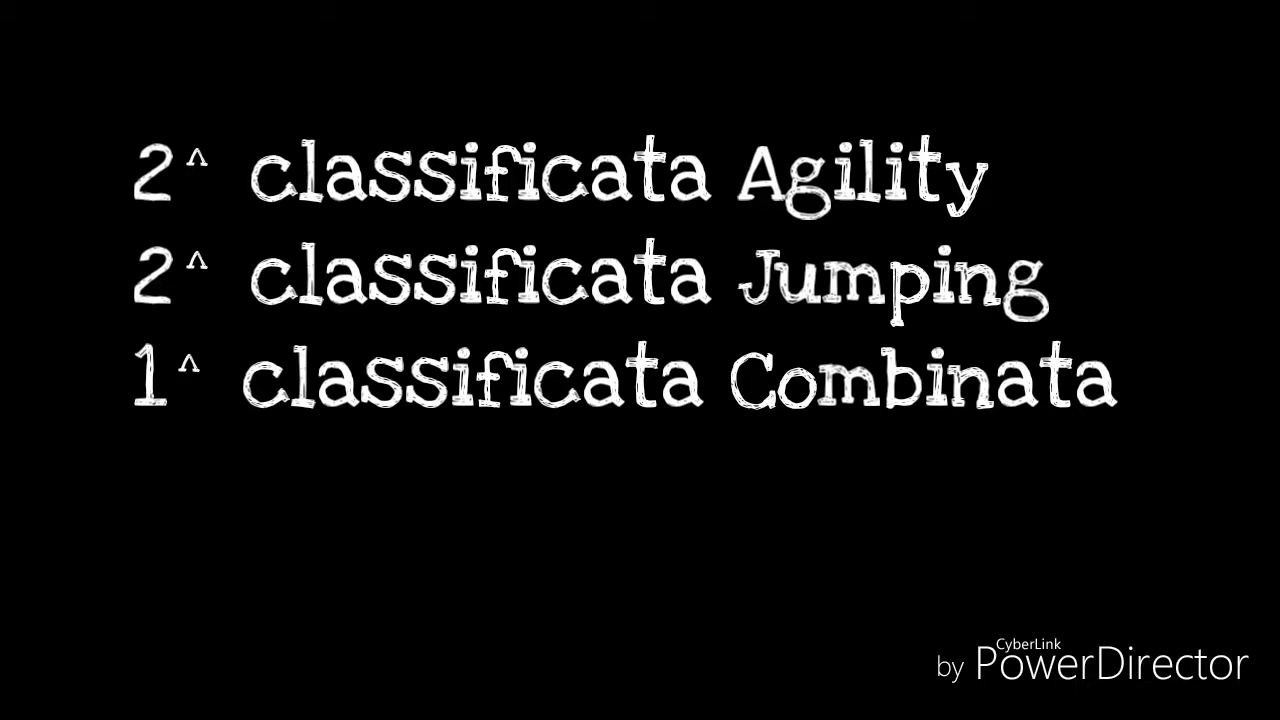 2^ classificata Agility
2^ classificata Jumping
1^ classificata Combinata
CyberLink
by PowerDirector